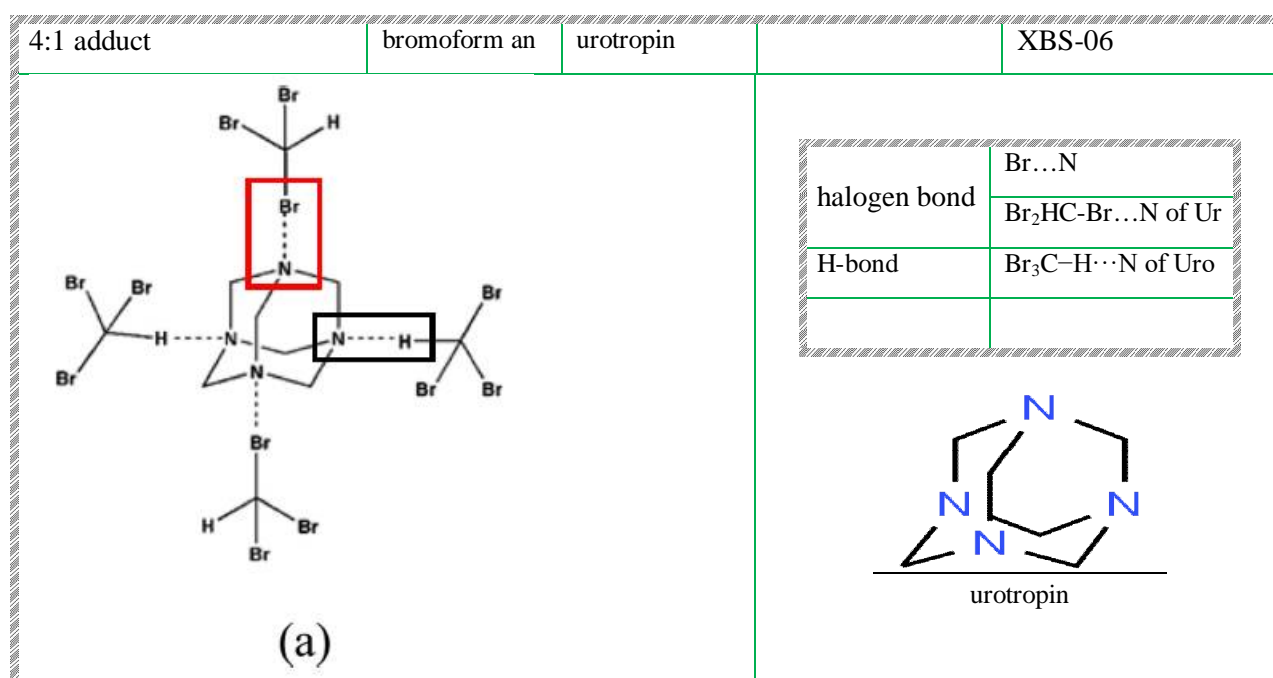 4:1 adduct
bromoform an
urotropin
XBS-06
Br
Br
H
Br
N
Br
Br
Br
H
N
N
H
Br
Br
Br
N
Br
H
Br
Br
(a)
halogen bond
Br…N
Br₂HC-Br…N of Ur
H-bond
Br₃C−H···N of Uro
N
N
N
N
urotropin